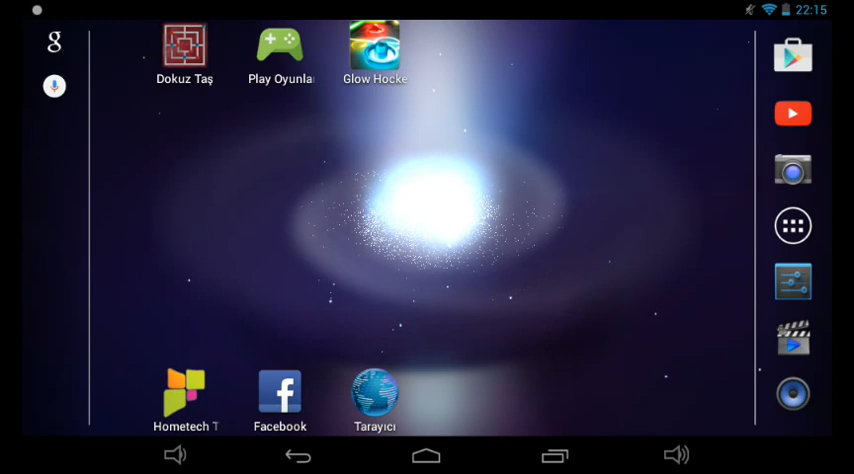 22:15
g
Dokuz Taş
Play Oyunla
Glow Hocke
Hometech T
Facebook
Tarayıcı